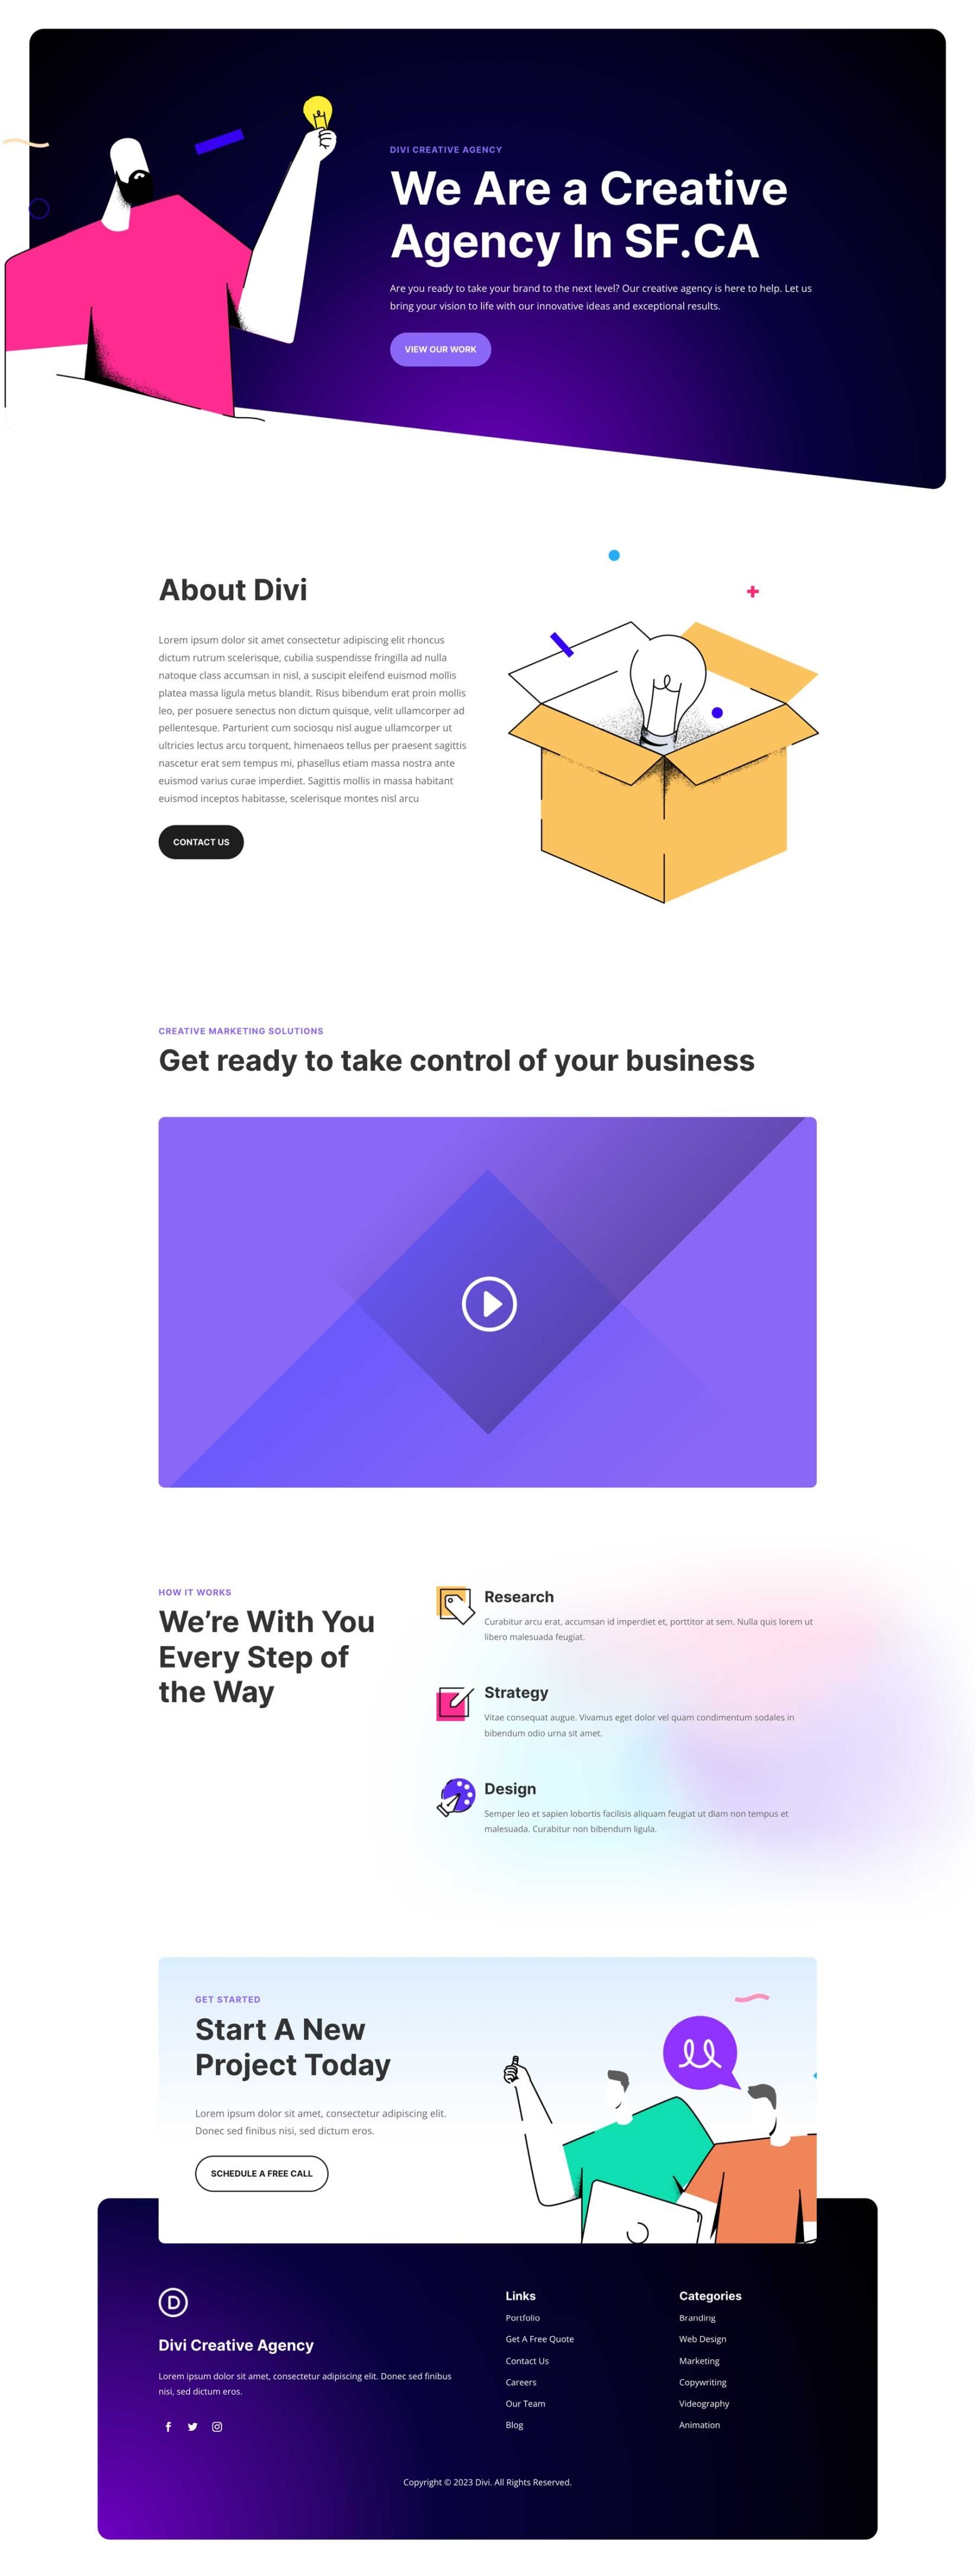 DIVI CREATIVE AGENCY
We Are a Creative
Agency In SF.CA
Are you ready to take your brand to the next level? Our creative agency is here to help. Let us
bring your vision to life with our innovative ideas and exceptional results.
VIEW OUR WORK
About Divi
Lorem ipsum dolor sit amet consectetur adipiscing elit rhoncus
dictum rutrum scelerisque, cubilia suspendisse fringilla ad nulla
natoque class accumsan in nisl, a suscipit eleifend euismod mollis
platea massa ligula metus blandit. Risus bibendum erat proin mollis
leo, per posuere senectus non dictum quisque, velit ullamcorper ad
pellentesque. Parturient cum sociosqu nisl augue ullamcorper ut
ultricies lectus arcu torquent, himenaeos tellus per praesent sagittis
nascetur erat sem tempus mi, phasellus etiam massa nostra ante
euismod varius curae imperdiet. Sagittis mollis in massa habitant
euismod inceptos habitasse, scelerisque montes nisl arcu
CONTACT US
CREATIVE MARKETING SOLUTIONS
Get ready to take control of your business
HOW IT WORKS
We’re With You
Every Step of
the Way
Research
Curabitur arcu erat, accumsan id imperdiet et, porttitor at sem. Nulla quis lorem ut
libero malesuada feugiat.
Strategy
Vitae consequat augue. Vivamus eget dolor vel quam condimentum sodales in
bibendum odio urna sit amet.
Design
Semper leo et sapien lobortis facilisis aliquam feugiat ut diam non tempus et
malesuada. Curabitur non bibendum ligula.
GET STARTED
Start A New
Project Today
Lorem ipsum dolor sit amet, consectetur adipiscing elit.
Donec sed finibus nisi, sed dictum eros.
SCHEDULE A FREE CALL
D
Divi Creative Agency
Lorem ipsum dolor sit amet, consectetur adipiscing elit. Donec sed finibus
nisi, sed dictum eros.
Links
Portfolio
Get A Free Quote
Contact Us
Careers
Our Team
Blog
Categories
Branding
Web Design
Marketing
Copywriting
Videography
Animation
Copyright © 2023 Divi. All Rights Reserved.